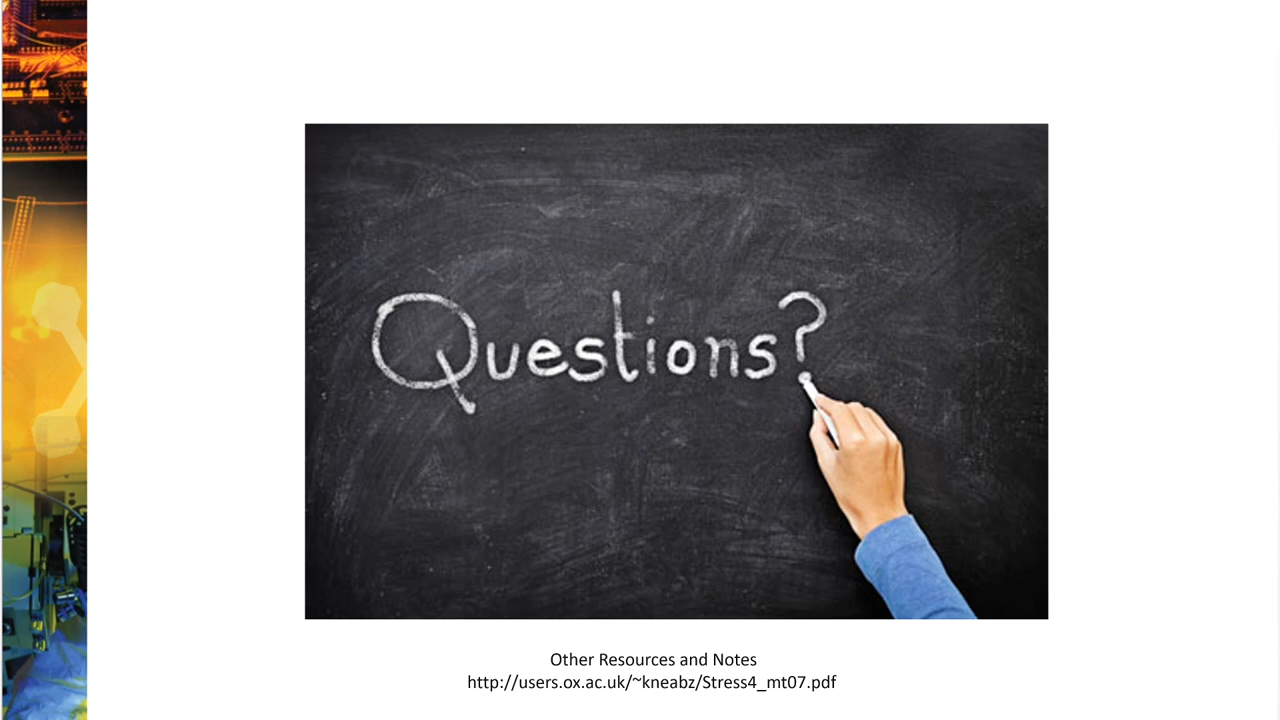 Questions?
Other Resources and Notes
http://users.ox.ac.uk/~kneabz/Stress4_mt07.pdf